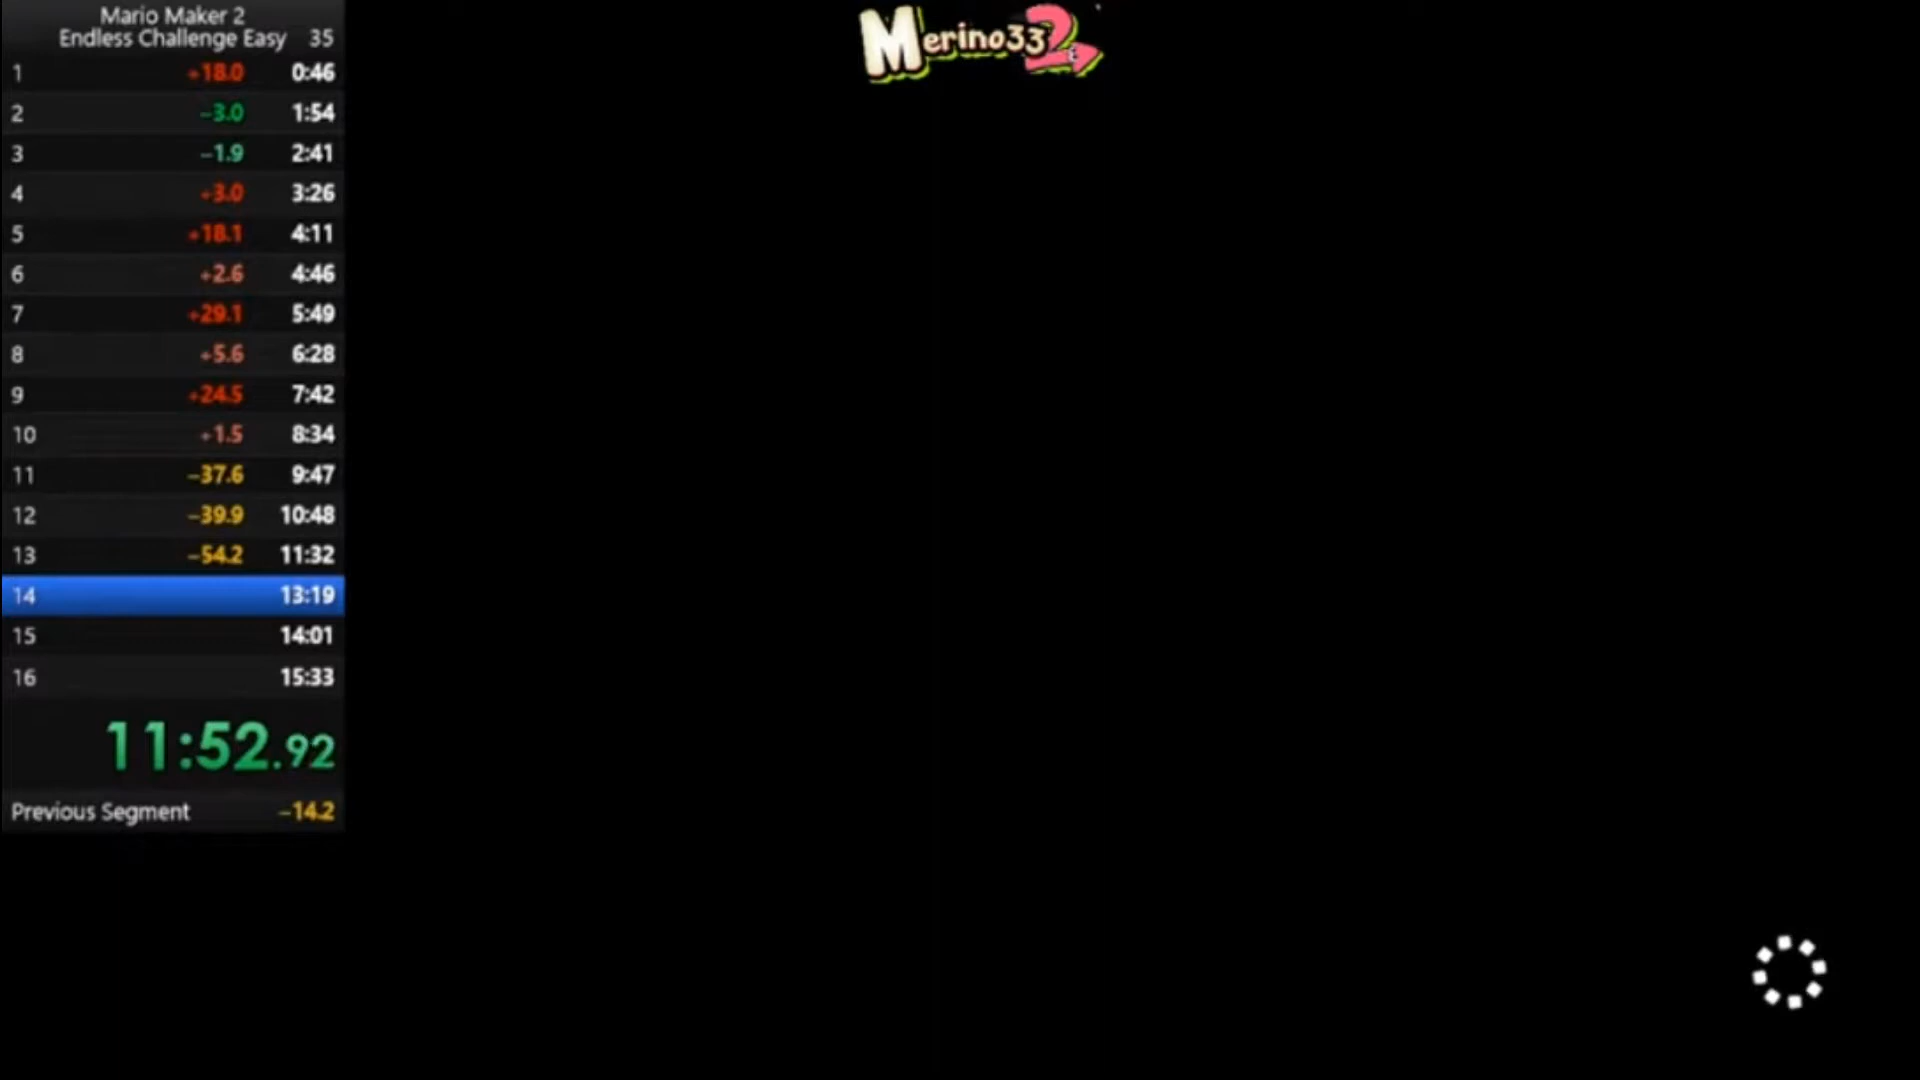 Mario Maker 2
Endless Challenge Easy 35
Merino33 2
1 +18.0 0:46
2 −3.0 1:54
3 −1.9 2:41
4 +3.0 3:26
5 +18.1 4:11
6 +2.6 4:46
7 +29.1 5:49
8 +5.6 6:28
9 +24.5 7:42
10 +1.5 8:34
11 −37.6 9:47
12 −39.9 10:48
13 −54.2 11:32
14 13:19
15 14:01
16 15:33
11:52.92
Previous Segment −14.2